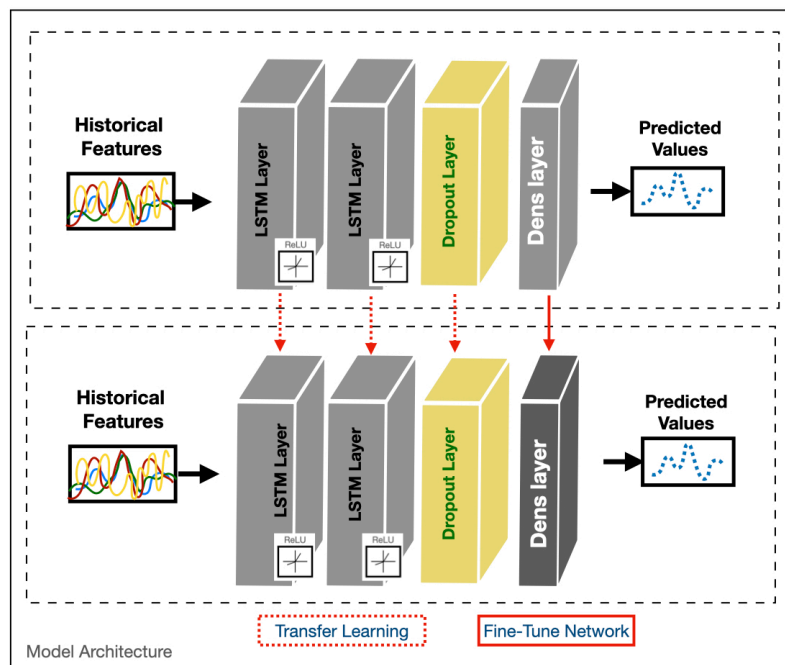 Historical
Features
LSTM Layer
ReLU
LSTM Layer
ReLU
Dropout Layer
Dens layer
Predicted
Values
Historical
Features
LSTM Layer
ReLU
LSTM Layer
ReLU
Dropout Layer
Dens layer
Predicted
Values
Transfer Learning
Fine-Tune Network
Model Architecture